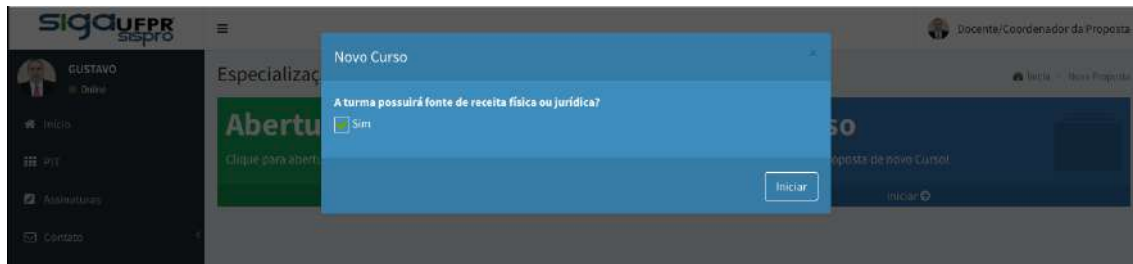 sigaUFPR
sispro
Docente/Coordenador da Proposta
GUSTAVO
Online
Início
PIT
Assinaturas
Contato
Especializaç
Início
Nova Proposta
Abertu
Clique para abertu
Novo Curso
×
A turma possuirá fonte de receita física ou jurídica?
Sim
Iniciar
so
oposta de novo Curso!
Iniciar